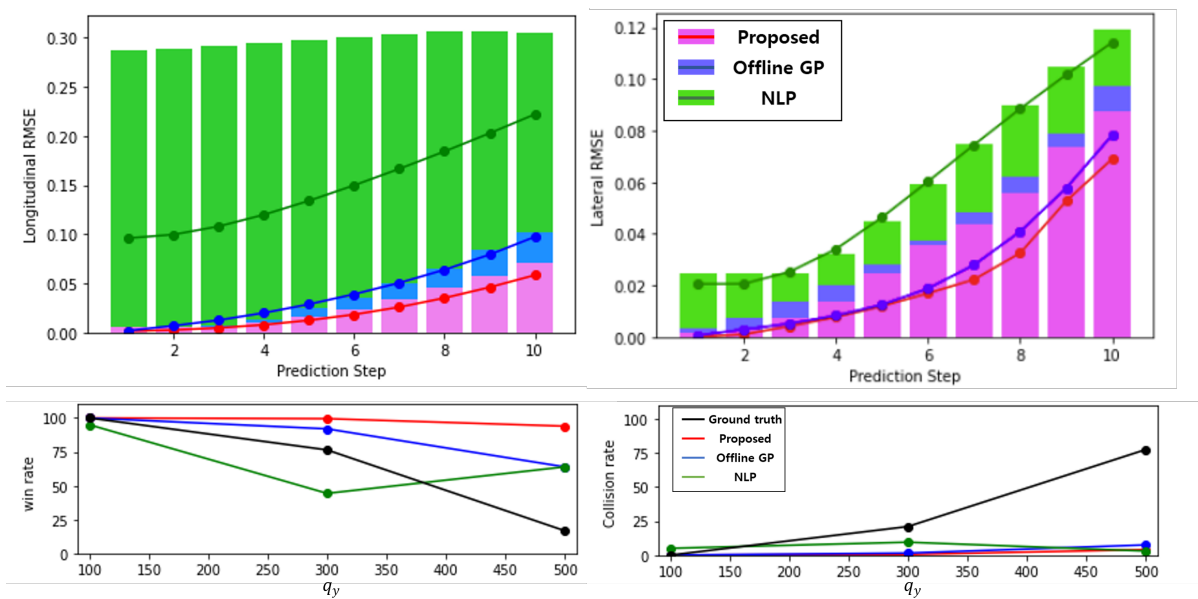 Longitudinal RMSE
0.30
0.25
0.20
0.15
0.10
0.05
0.00
2 4 6 8 10
Prediction Step
Lateral RMSE
0.12
0.10
0.08
0.06
0.04
0.02
0.00
Proposed
Offline GP
NLP
2 4 6 8 10
Prediction Step
win rate
100
75
50
25
0
100 150 200 250 300 350 400 450 500
q_y
Collision rate
100
75
50
25
0
Ground truth
Proposed
Offline GP
NLP
100 150 200 250 300 350 400 450 500
q_y